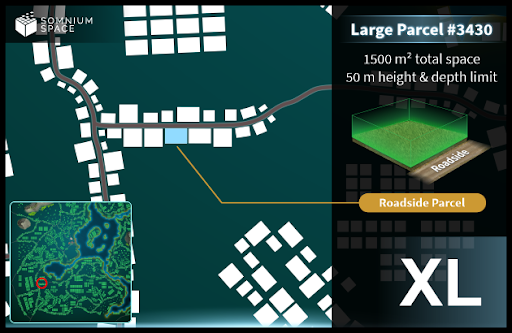 SOMNIUM
SPACE
Large Parcel #3430
1500 m² total space
50 m height & depth limit
Roadside
Roadside Parcel
XL